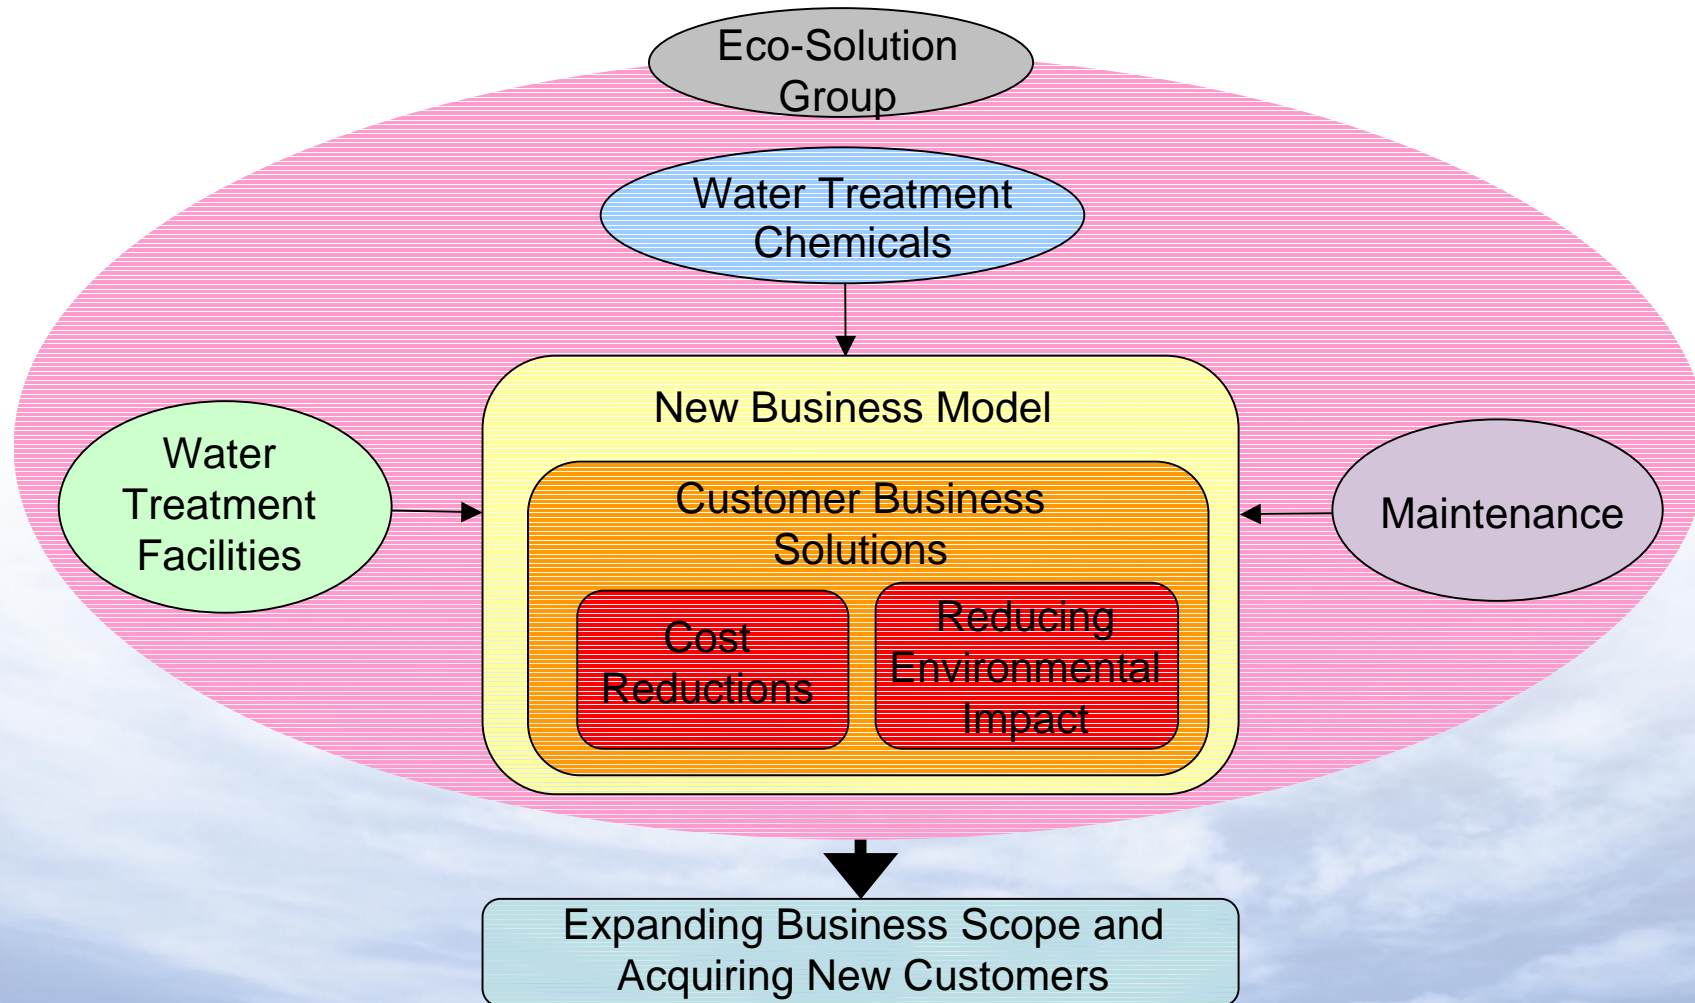 Eco-Solution
Group
Water Treatment
Chemicals
New Business Model
Water
Treatment
Facilities
Customer Business
Solutions
Maintenance
Cost
Reductions
Reducing
Environmental
Impact
Expanding Business Scope and
Acquiring New Customers